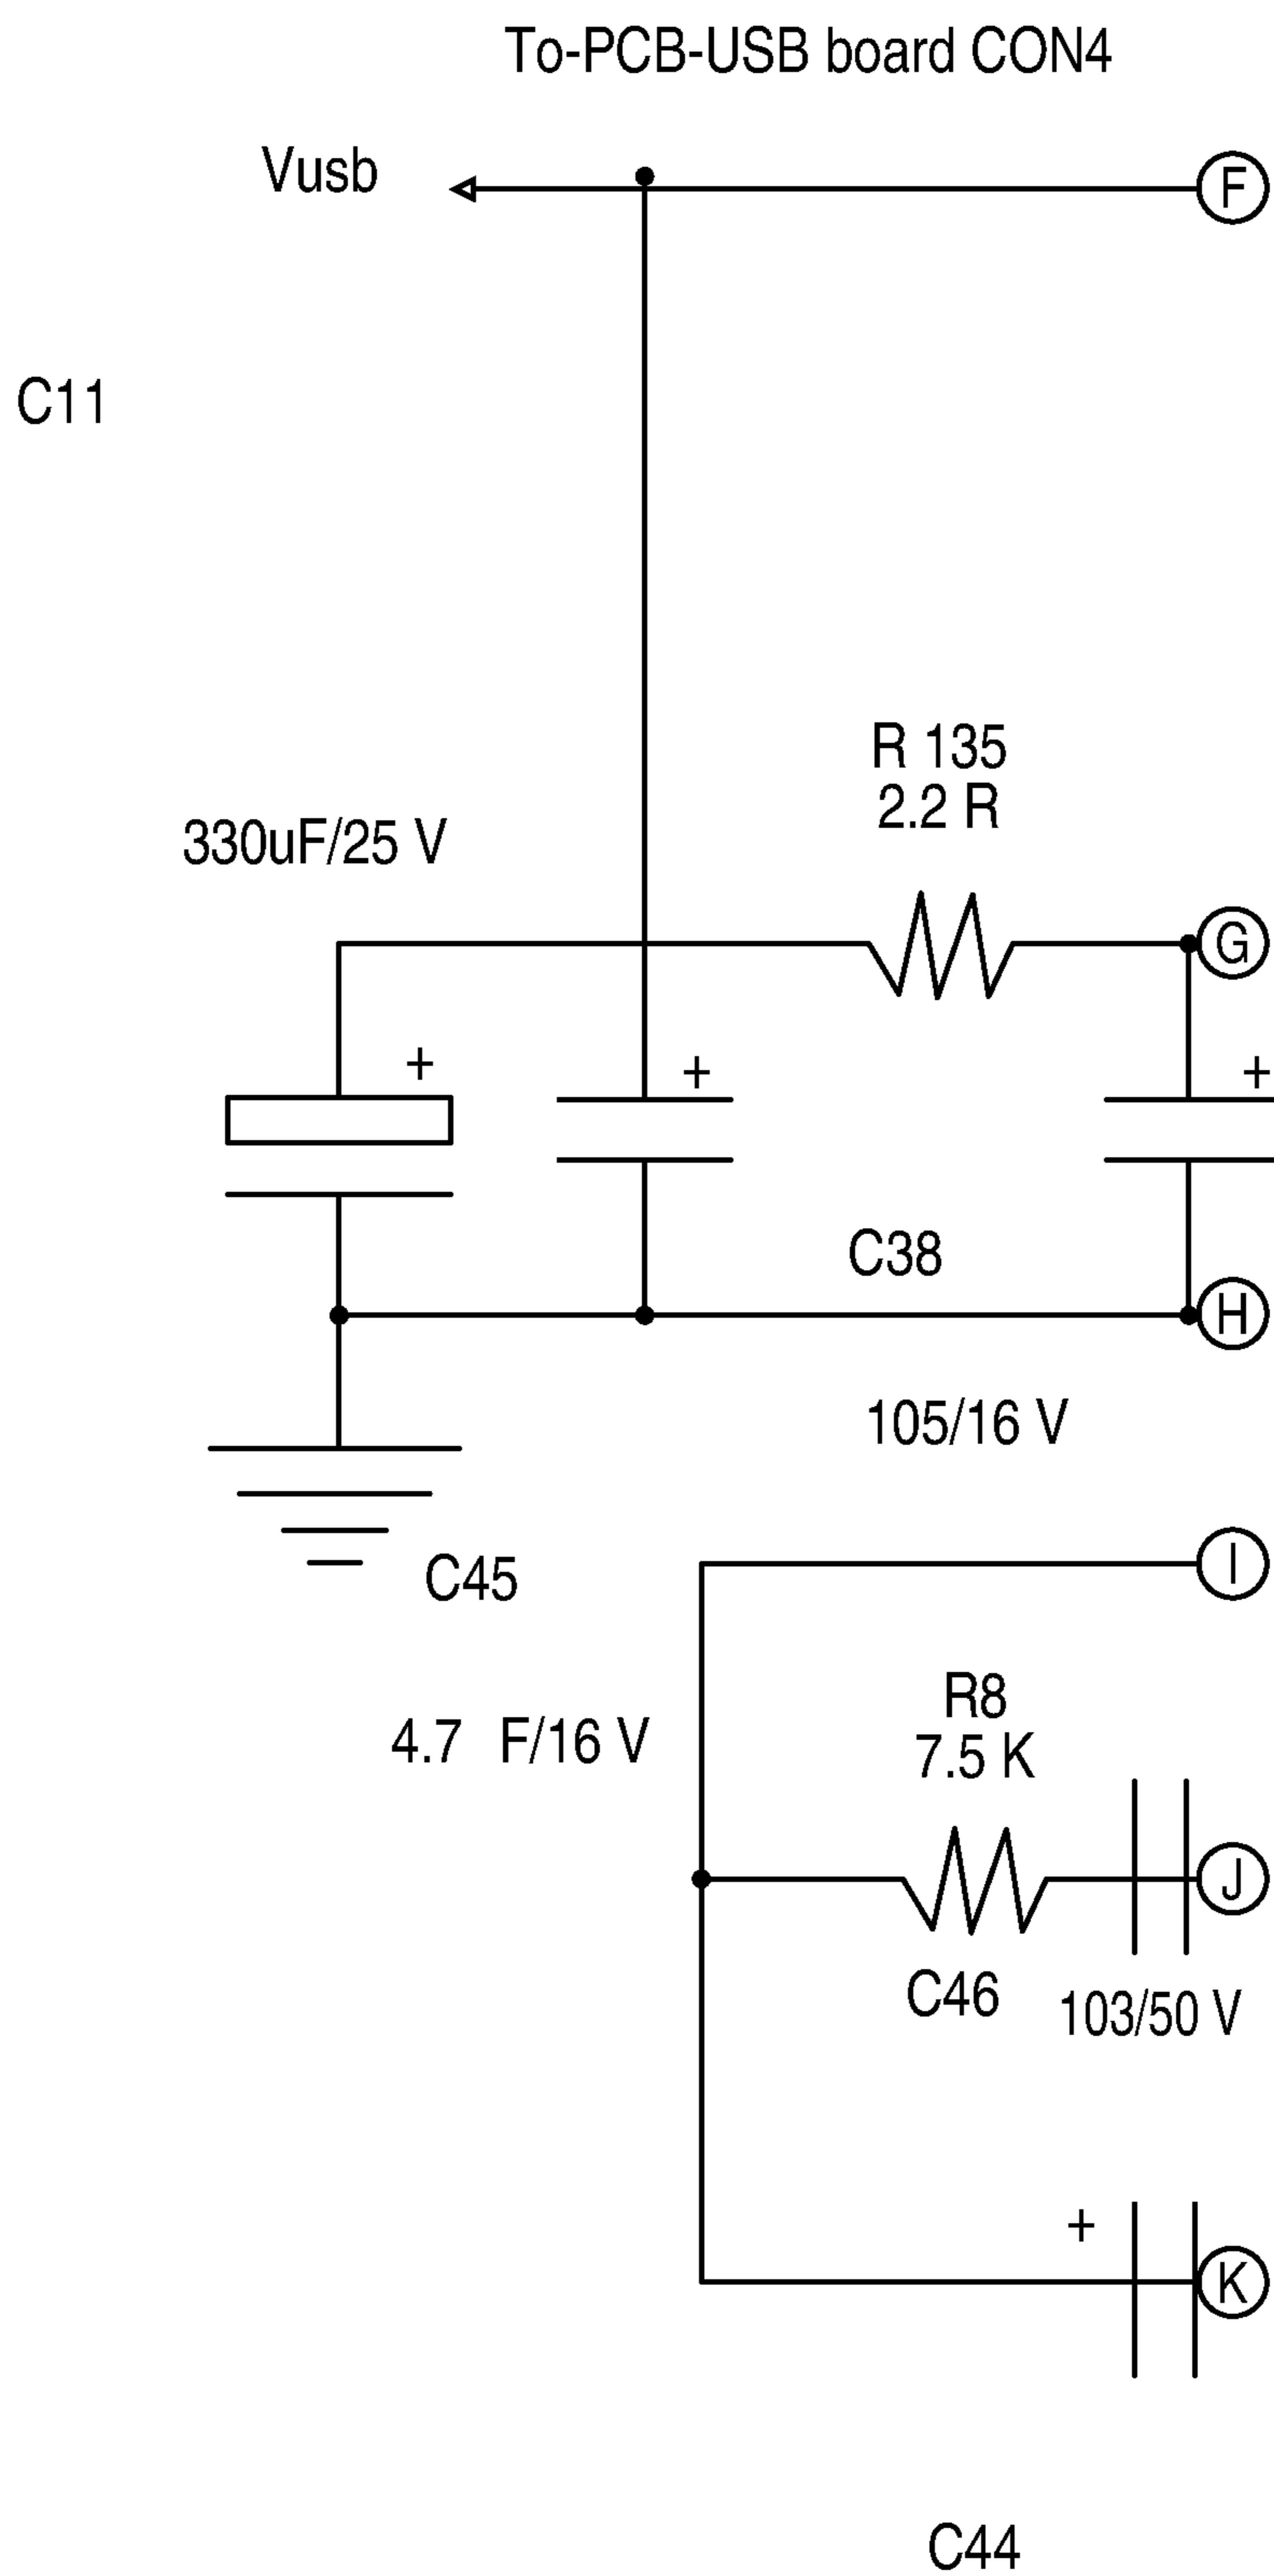 To-PCB-USB board CON4
Vusb
F
C11
R 135
2.2 R
330uF/25 V
G
+
+
+
C38
H
105/16 V
I
C45
R8
7.5 K
4.7 F/16 V
J
C46
103/50 V
+
K
C44